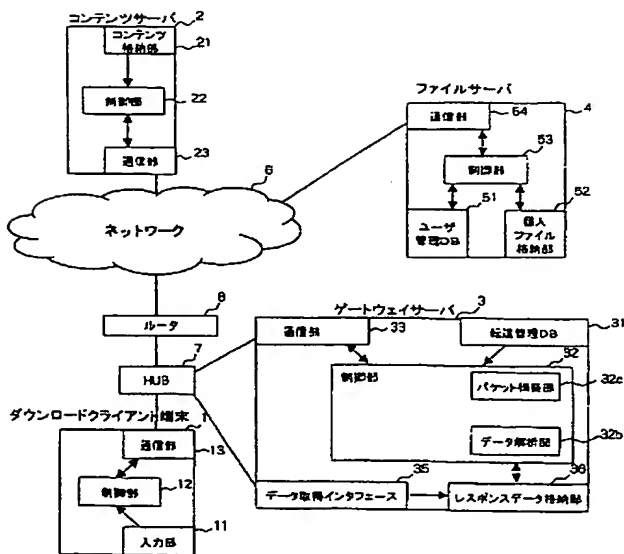 コンテンツサーバ
2
コンテンツ
格納部
21
制御部
22
通信部
23
ファイルサーバ
4
通信部
54
制御部
53
51
52
ユーザ
管理DB
個人
ファイル
格納部
6
ネットワーク
8
ルータ
7
HUB
ゲートウェイサーバ
3
通信部
33
転送管理DB
31
32
制御部
パケット捕獲部
32c
データ解析部
32b
35
データ取得インタフェース
36
レスポンスデータ格納部
ダウンロードクライアント端末
1
通信部
13
制御部
12
入力部
11